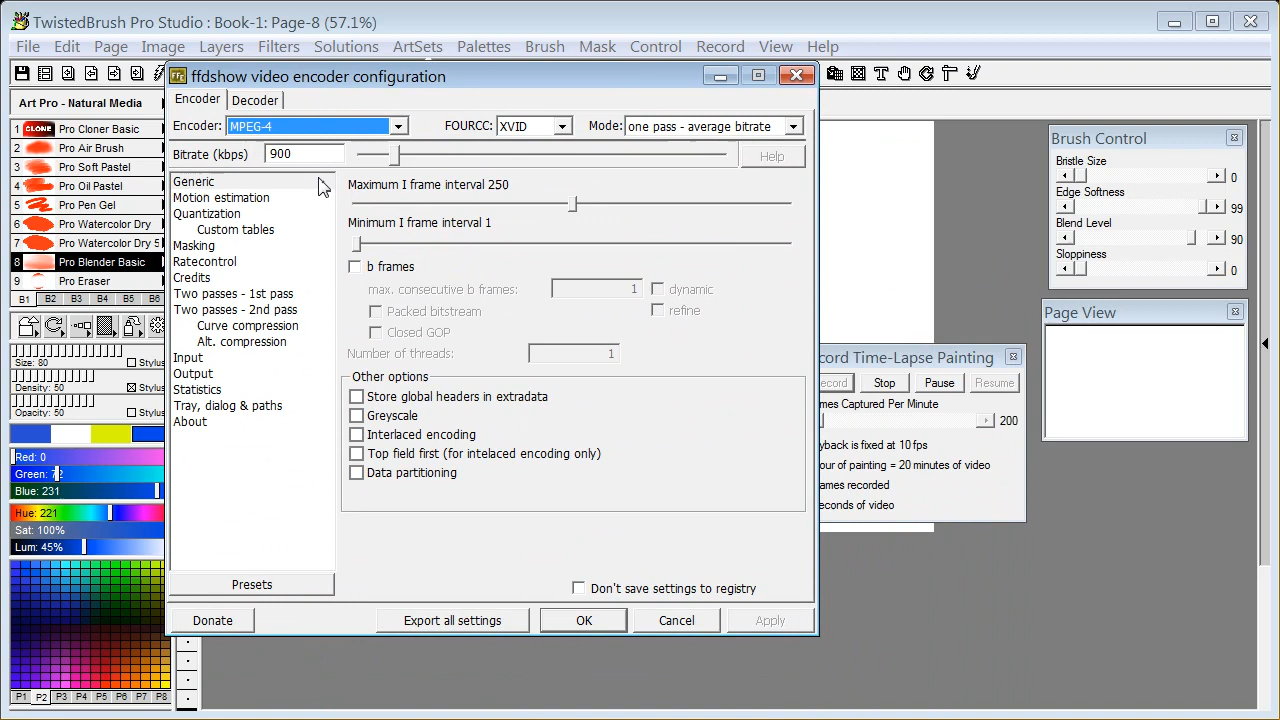 TwistedBrush Pro Studio : Book-1: Page-8 (57.1%)
File Edit Page Image Layers Filters Solutions ArtSets Palettes Brush Mask Control Record View Help
Art Pro - Natural Media
1 CLONE Pro Cloner Basic
2 Pro Air Brush
3 Pro Soft Pastel
4 Pro Oil Pastel
5 Pro Pen Gel
6 Pro Watercolor Dry
7 Pro Watercolor Dry 5
8 Pro Blender Basic
9 Pro Eraser
B1 B2 B3 B4 B5 B6
Size: 80 Stylus
Density: 50 Stylus
Opacity: 50 Stylus
Red: 0
Green: 72
Blue: 231
Hue: 221
Sat: 100%
Lum: 45%
P1 P2 P3 P4 P5 P6 P7 P8
ffdshow video encoder configuration
Encoder Decoder
Encoder: MPEG-4 FOURCC: XVID Mode: one pass - average bitrate
Bitrate (kbps) 900 Help
Generic
Motion estimation
Quantization
Custom tables
Masking
Ratecontrol
Credits
Two passes - 1st pass
Two passes - 2nd pass
Curve compression
Alt. compression
Input
Output
Statistics
Tray, dialog & paths
About
Presets
Maximum I frame interval 250
Minimum I frame interval 1
b frames
max. consecutive b frames: 1 dynamic
Packed bitstream refine
Closed GOP
Number of threads: 1
Other options
Store global headers in extradata
Greyscale
Interlaced encoding
Top field first (for intelaced encoding only)
Data partitioning
Don't save settings to registry
Donate Export all settings OK Cancel Apply
cord Time-Lapse Painting
ecord Stop Pause Resume
mes Captured Per Minute
200
yback is fixed at 10 fps
our of painting = 20 minutes of video
ames recorded
econds of video
Brush Control
Bristle Size
0
Edge Softness
99
Blend Level
90
Sloppiness
0
Page View